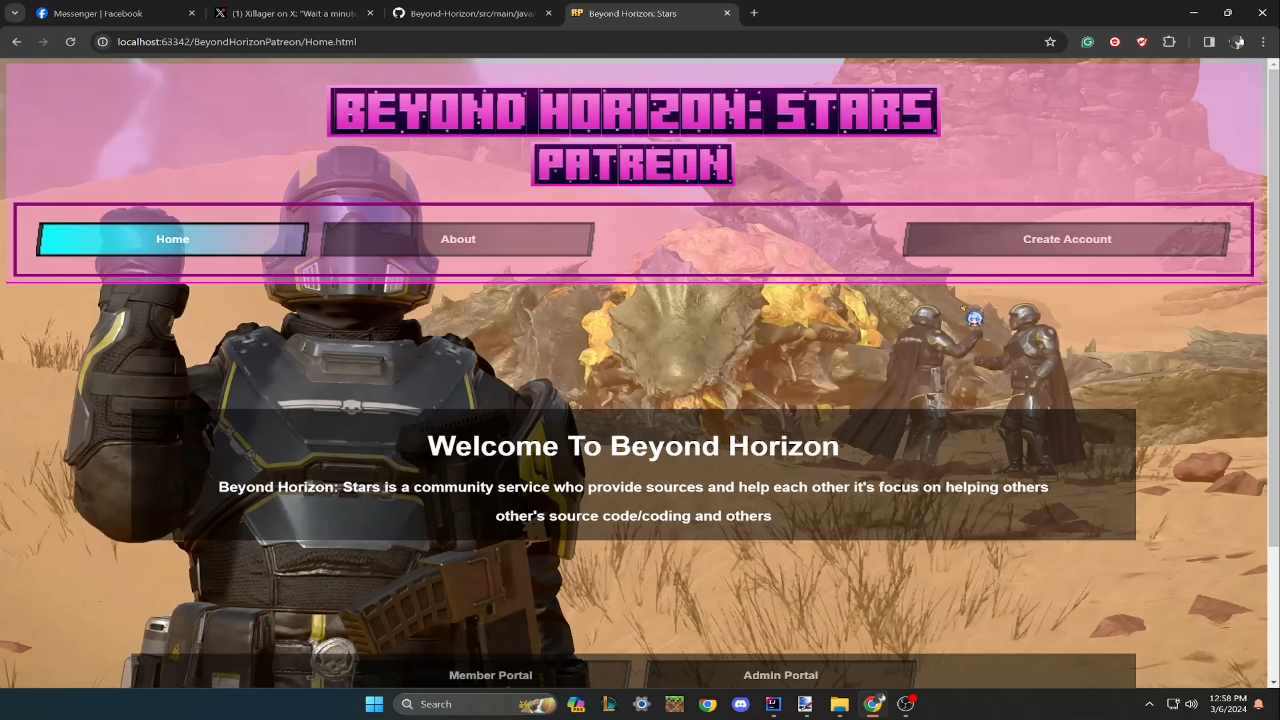 Messenger | Facebook
(1) Xillager on X: "Wait a minut
Beyond-Horizon/src/main/java/
RP
Beyond Horizon; Stars
localhost:63342/BeyondHorizonPatreon/Home.html
BEYOND HORIZON: STARS
PATREON
Home
About
Create Account
Welcome To Beyond Horizon
Beyond Horizon: Stars is a community service who provide sources and help each other it's focus on helping others
other's source code/coding and others
Member Portal
Admin Portal
Search
12:58 PM
3/6/2024